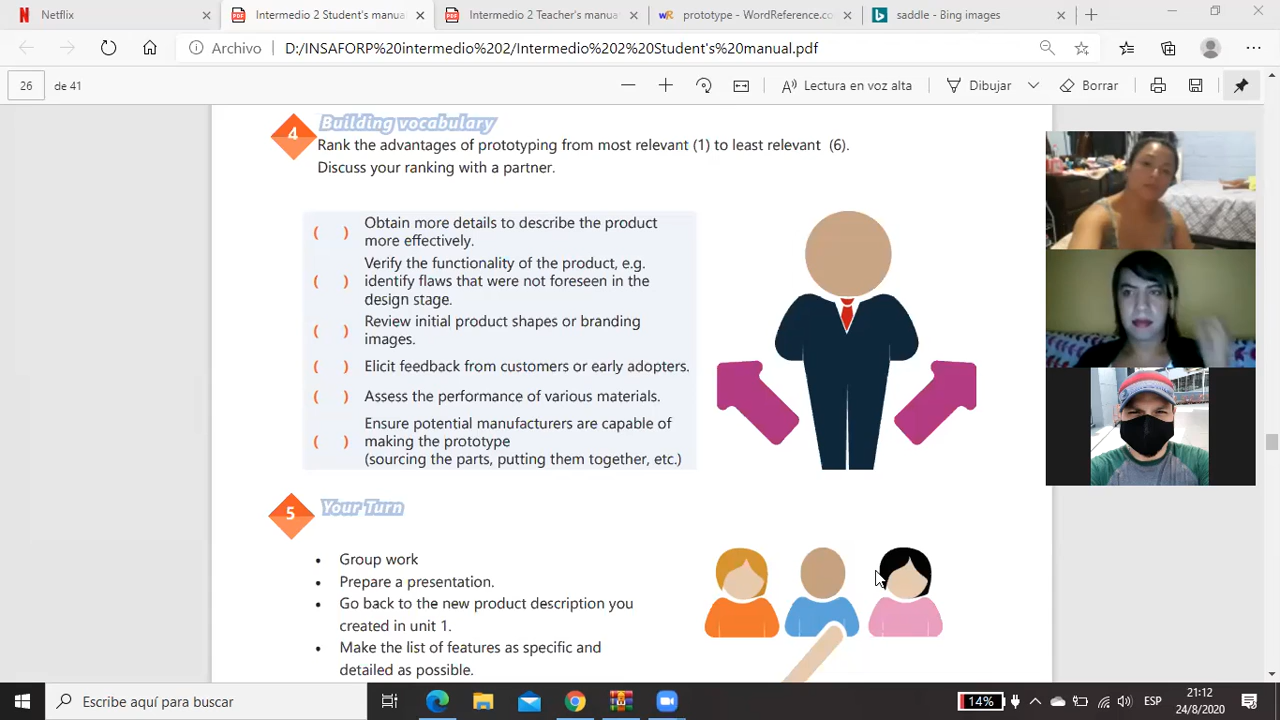 Netflix
Intermedio 2 Student's manua
Intermedio 2 Teacher's manua
prototype - WordReference.co
saddle - Bing images
Archivo
D:/INSAFORP%20intermedio%202/Intermedio%202%20Student's%20manual.pdf
26
de 41
Lectura en voz alta
Dibujar
Borrar
4
Building vocabulary
Rank the advantages of prototyping from most relevant (1) to least relevant (6).
Discuss your ranking with a partner.
( ) Obtain more details to describe the product
more effectively.
( ) Verify the functionality of the product, e.g.
identify flaws that were not foreseen in the
design stage.
( ) Review initial product shapes or branding
images.
( ) Elicit feedback from customers or early adopters.
( ) Assess the performance of various materials.
( ) Ensure potential manufacturers are capable of
making the prototype
(sourcing the parts, putting them together, etc.)
5
Your Turn
• Group work
• Prepare a presentation.
• Go back to the new product description you
created in unit 1.
• Make the list of features as specific and
detailed as possible.
Escribe aquí para buscar
14%
ESP
21:12
24/8/2020